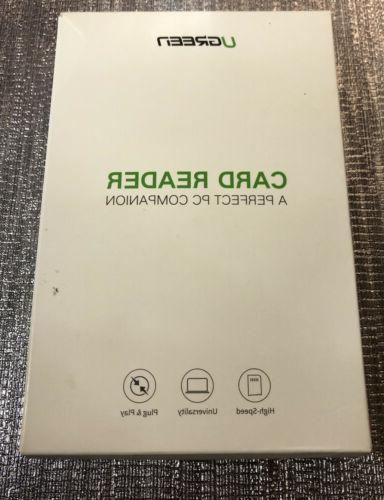 UGREEN
CARD READER
A PERFECT PC COMPANION
High-Speed Universality Plug & Play